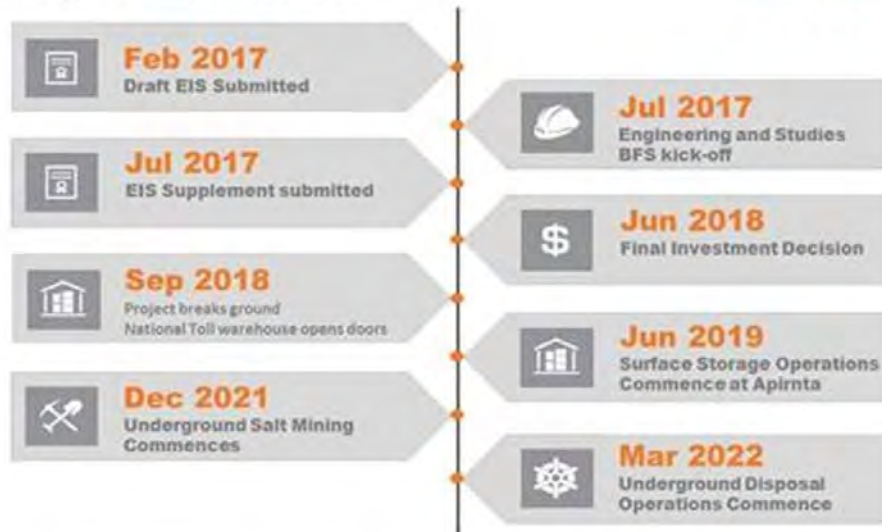 Feb 2017
Draft EIS Submitted
Jul 2017
Engineering and Studies
BFS kick-off
Jul 2017
EIS Supplement submitted
Jun 2018
Final Investment Decision
Sep 2018
Project breaks ground
National Toll warehouse opens doors
Jun 2019
Surface Storage Operations
Commence at Apirnta
Dec 2021
Underground Salt Mining
Commences
Mar 2022
Underground Disposal
Operations Commence